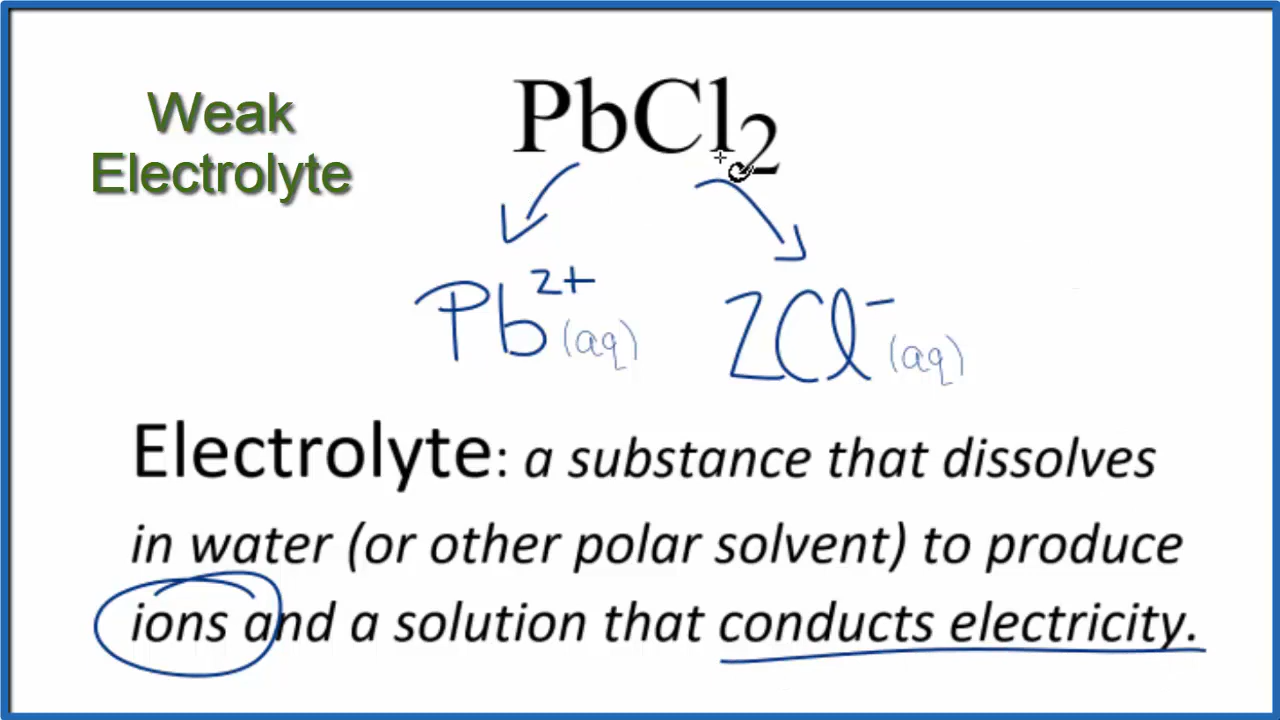 Weak
Electrolyte
PbCl₂
Pb²⁺(aq) 2Cl⁻(aq)
Electrolyte: a substance that dissolves
in water (or other polar solvent) to produce
ions and a solution that conducts electricity.